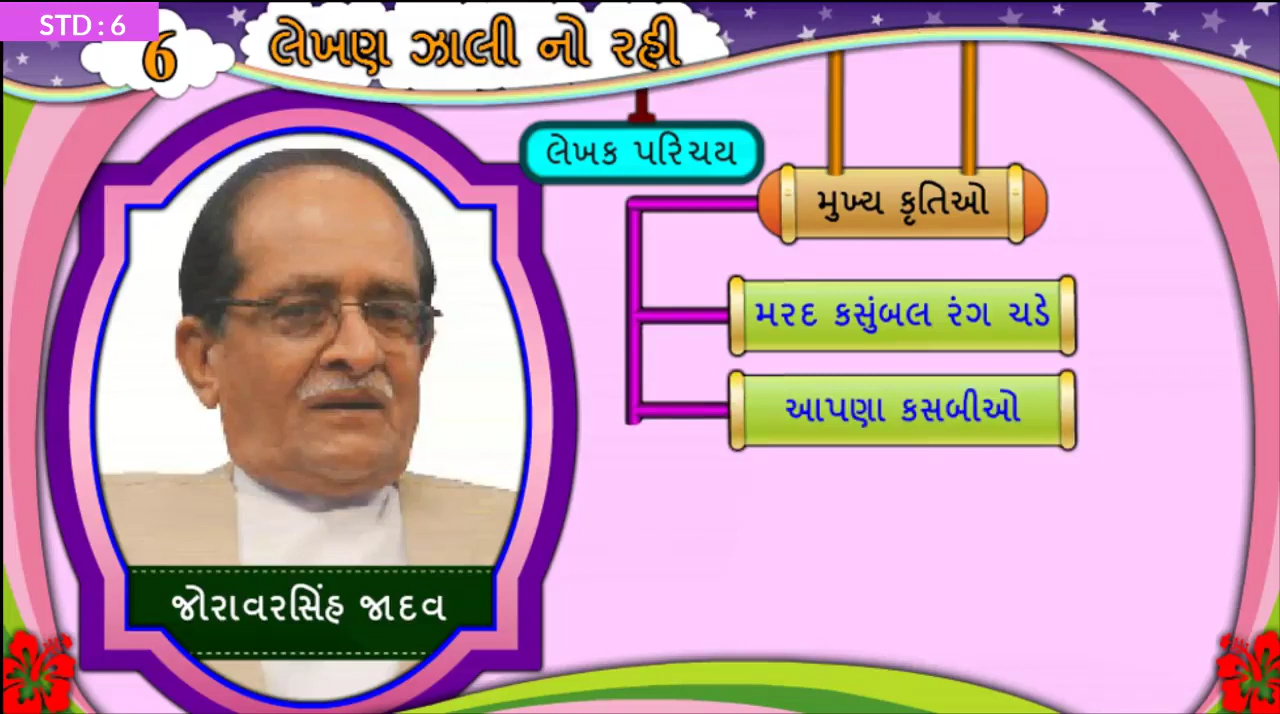 STD : 6
6
લેખણ ઝાલી નો રહી
લેખક પરિચય
મુખ્ય કૃતિઓ
મરદ કસુંબલ રંગ ચડે
આપણા કસબીઓ
જોરાવરસિંહ જાદવ